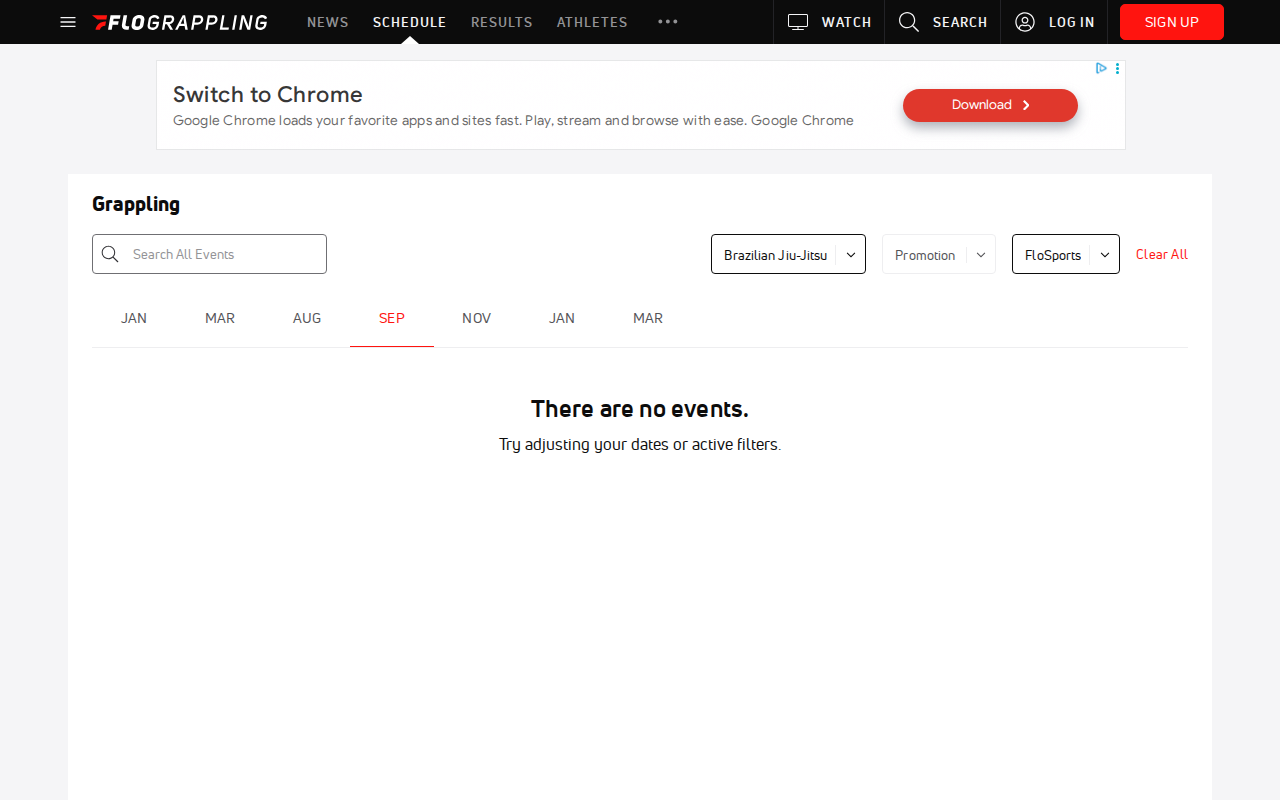 FLOGRAPPLING NEWS SCHEDULE RESULTS ATHLETES WATCH SEARCH LOG IN SIGN UP
Switch to Chrome
Google Chrome loads your favorite apps and sites fast. Play, stream and browse with ease. Google Chrome
Download
Grappling
Search All Events Brazilian Jiu-Jitsu Promotion FloSports Clear All
JAN MAR AUG SEP NOV JAN MAR
There are no events.
Try adjusting your dates or active filters.